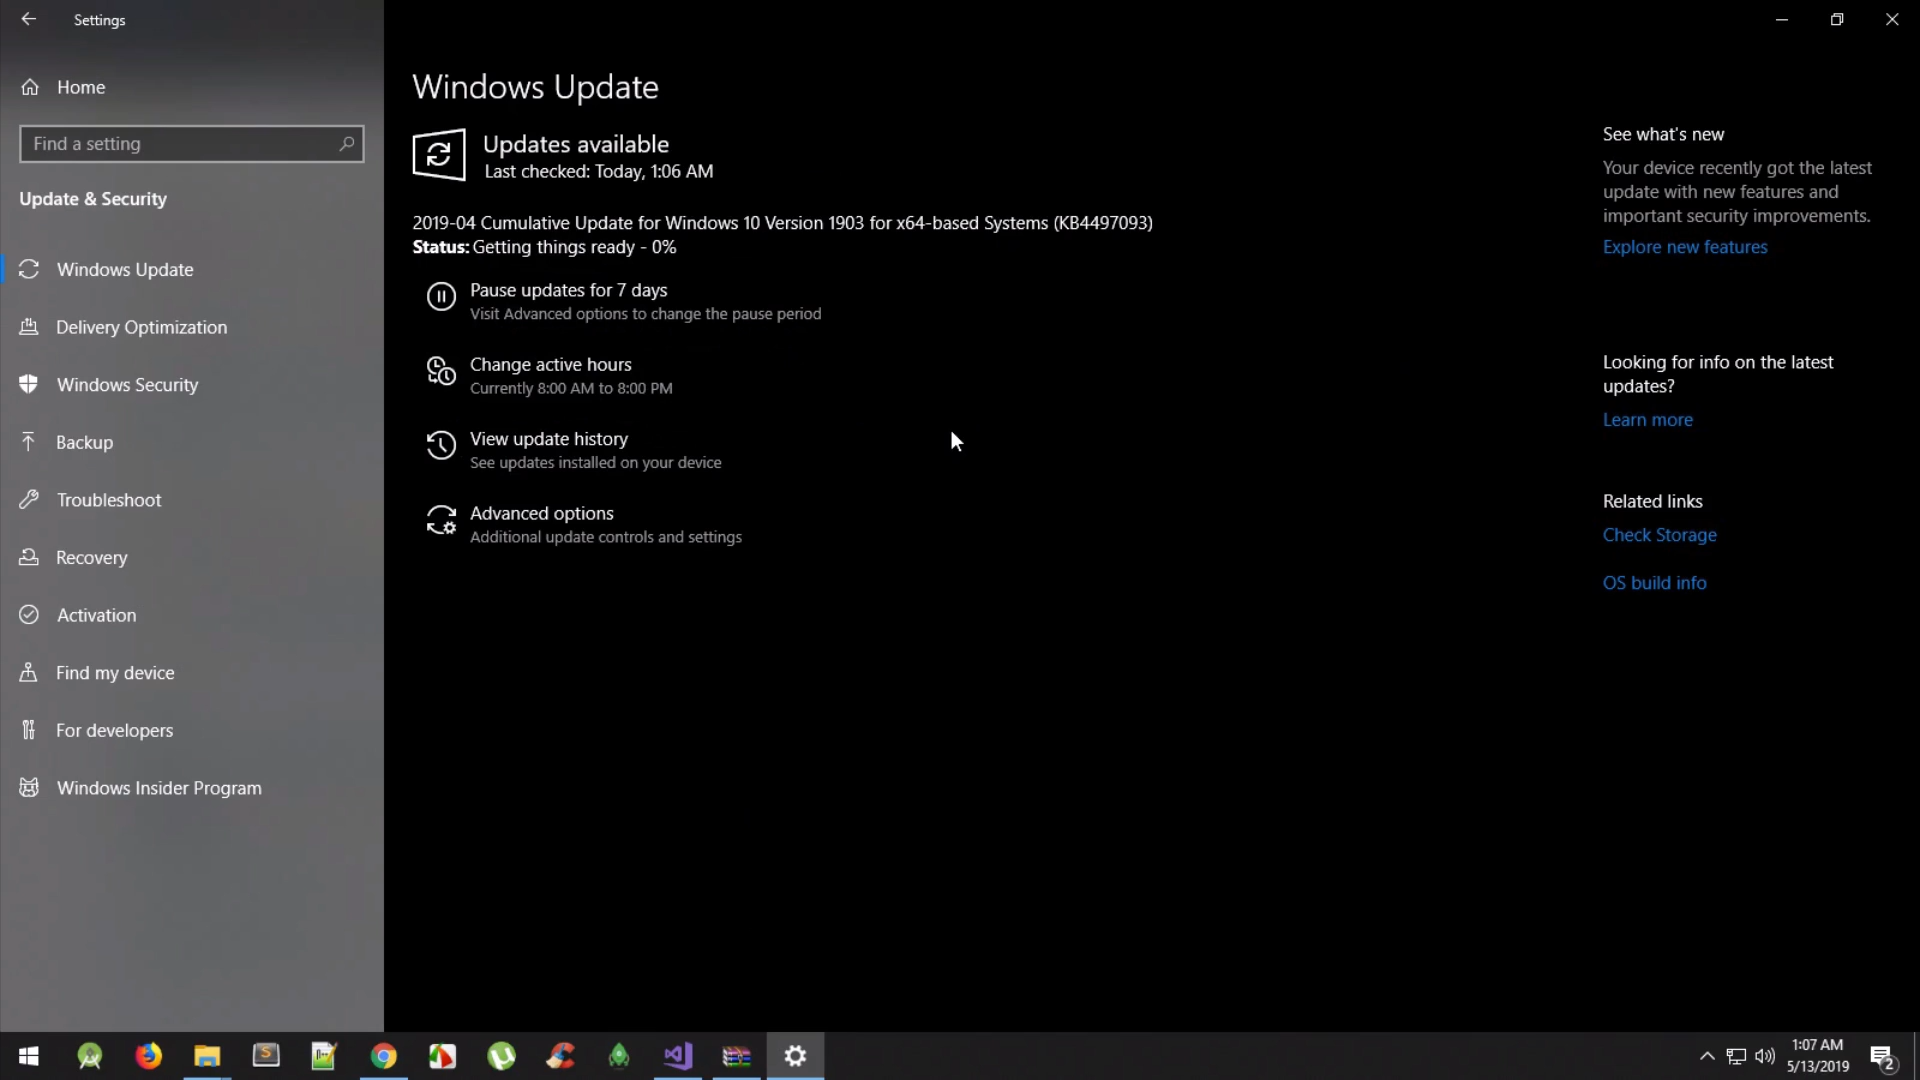 Settings
Home
Find a setting
Update & Security
Windows Update
Delivery Optimization
Windows Security
Backup
Troubleshoot
Recovery
Activation
Find my device
For developers
Windows Insider Program
Windows Update
Updates available
Last checked: Today, 1:06 AM
2019-04 Cumulative Update for Windows 10 Version 1903 for x64-based Systems (KB4497093)
Status: Getting things ready - 0%
Pause updates for 7 days
Visit Advanced options to change the pause period
Change active hours
Currently 8:00 AM to 8:00 PM
View update history
See updates installed on your device
Advanced options
Additional update controls and settings
See what's new
Your device recently got the latest
update with new features and
important security improvements.
Explore new features
Looking for info on the latest
updates?
Learn more
Related links
Check Storage
OS build info
1:07 AM
5/13/2019
2